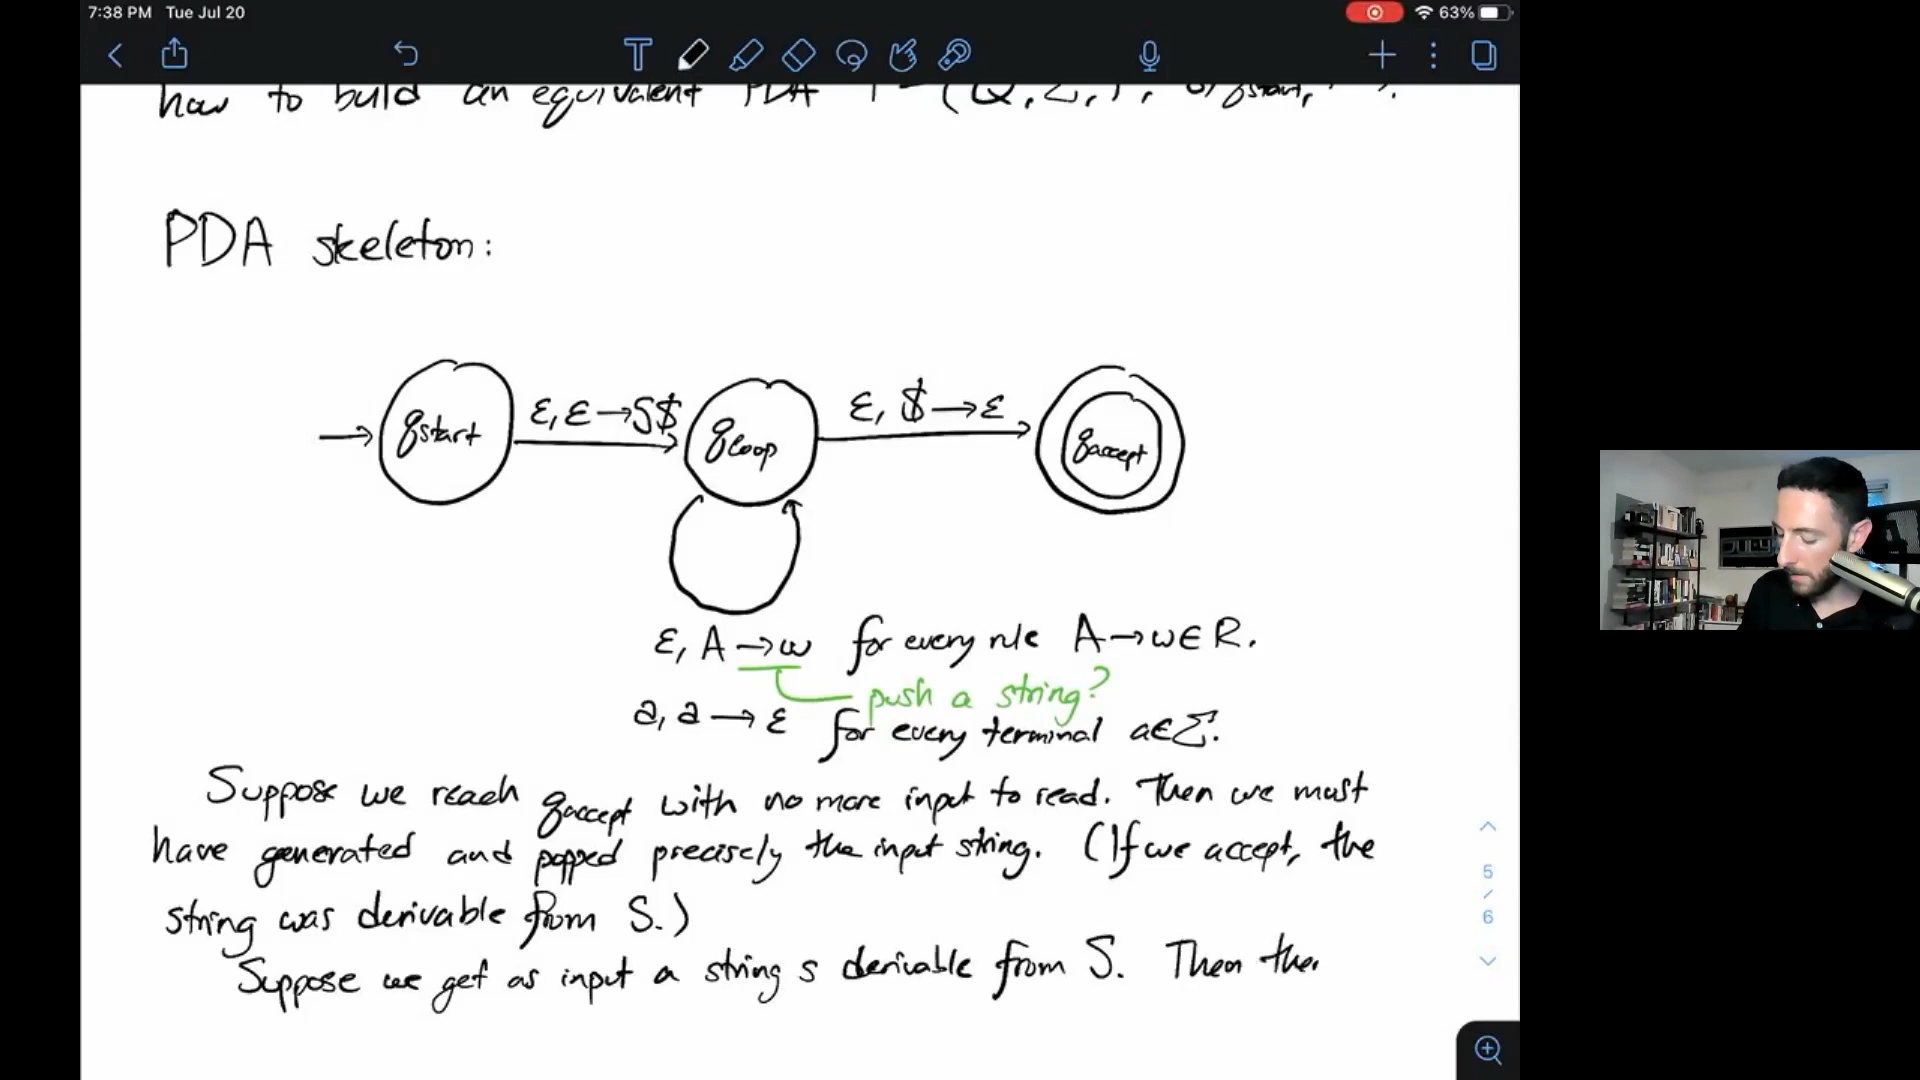 7:38 PM Tue Jul 20
63%
how to build an equivalent PDA
PDA skeleton:
qstart
ε, ε → S$
qloop
ε, $ → ε
qaccept
ε, A → w for every rule A → w ∈ R.
push a string?
a, a → ε for every terminal a ∈ Σ.
Suppose we reach qaccept with no more input to read. Then we must
have generated and popped precisely the input string. (If we accept, the
string was derivable from S.)
Suppose we get as input a string s derivable from S. Then the
5
/
6